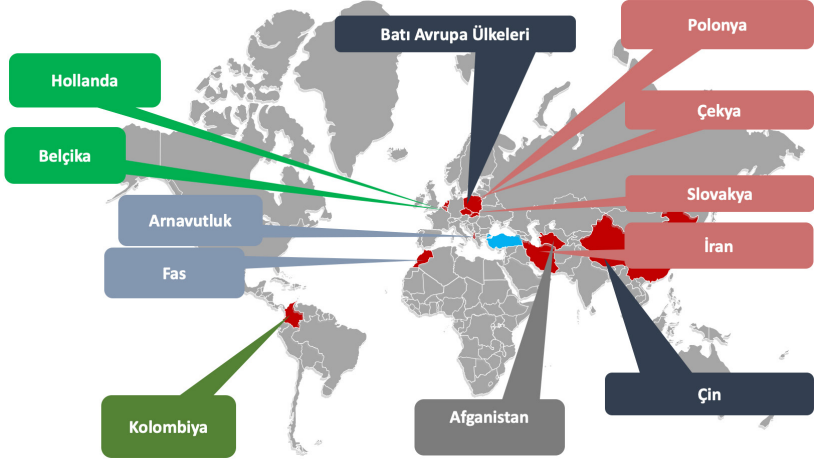 Batı Avrupa Ülkeleri
Polonya
Hollanda
Çekya
Belçika
Slovakya
Arnavutluk
İran
Fas
Çin
Kolombiya
Afganistan